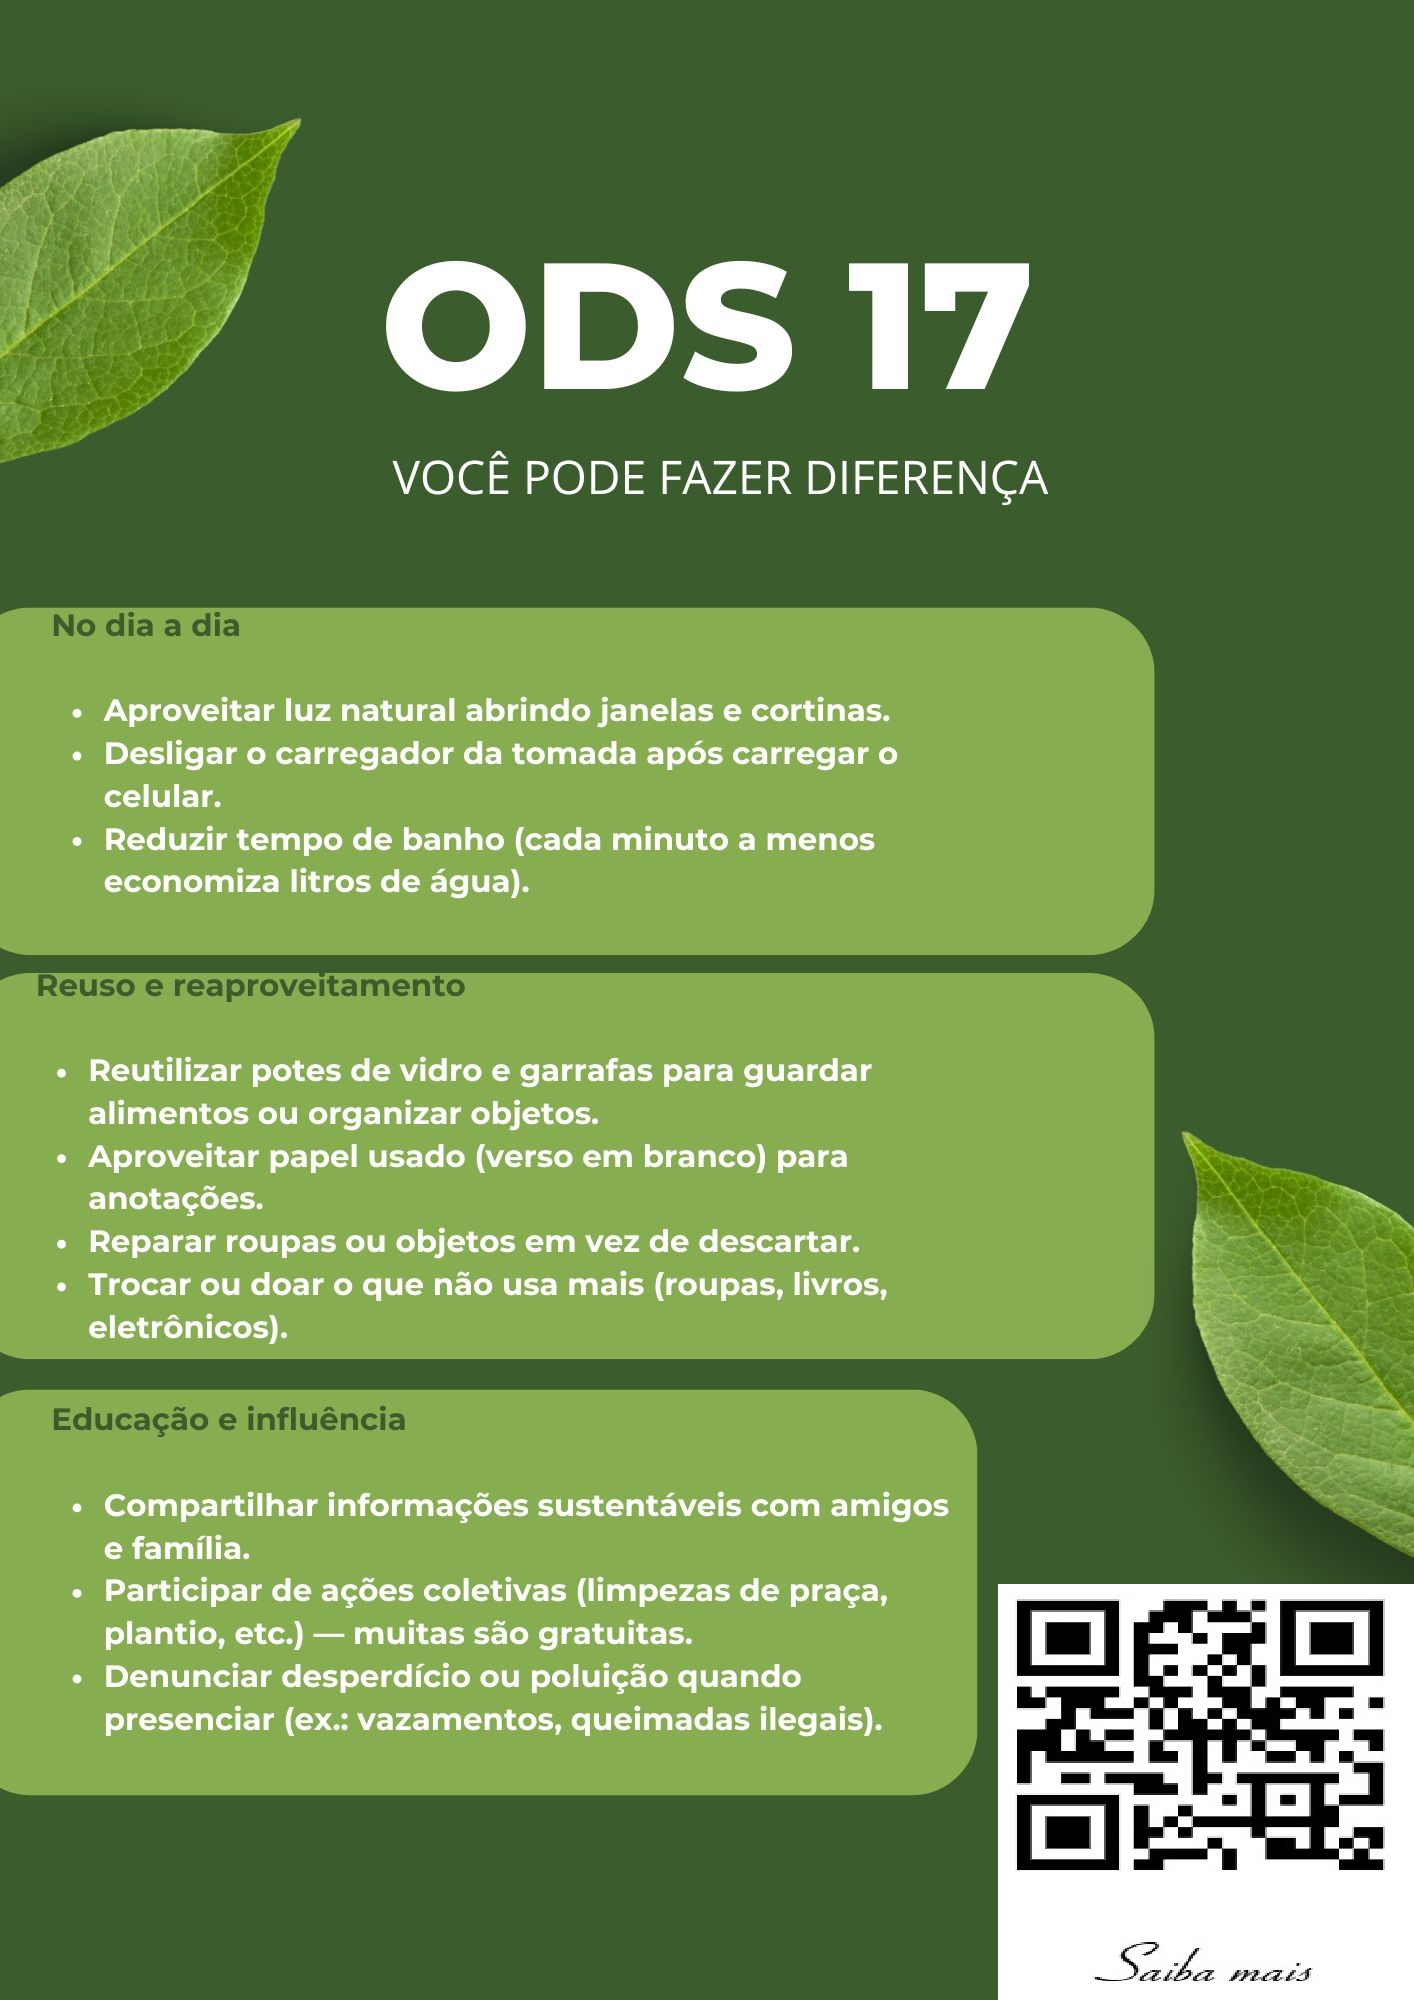 ODS 17
VOCÊ PODE FAZER DIFERENÇA
No dia a dia
• Aproveitar luz natural abrindo janelas e cortinas.
• Desligar o carregador da tomada após carregar o
celular.
• Reduzir tempo de banho (cada minuto a menos
economiza litros de água).
Reuso e reaproveitamento
• Reutilizar potes de vidro e garrafas para guardar
alimentos ou organizar objetos.
• Aproveitar papel usado (verso em branco) para
anotações.
• Reparar roupas ou objetos em vez de descartar.
• Trocar ou doar o que não usa mais (roupas, livros,
eletrônicos).
Educação e influência
• Compartilhar informações sustentáveis com amigos
e família.
• Participar de ações coletivas (limpezas de praça,
plantio, etc.) — muitas são gratuitas.
• Denunciar desperdício ou poluição quando
presenciar (ex.: vazamentos, queimadas ilegais).
Saiba mais